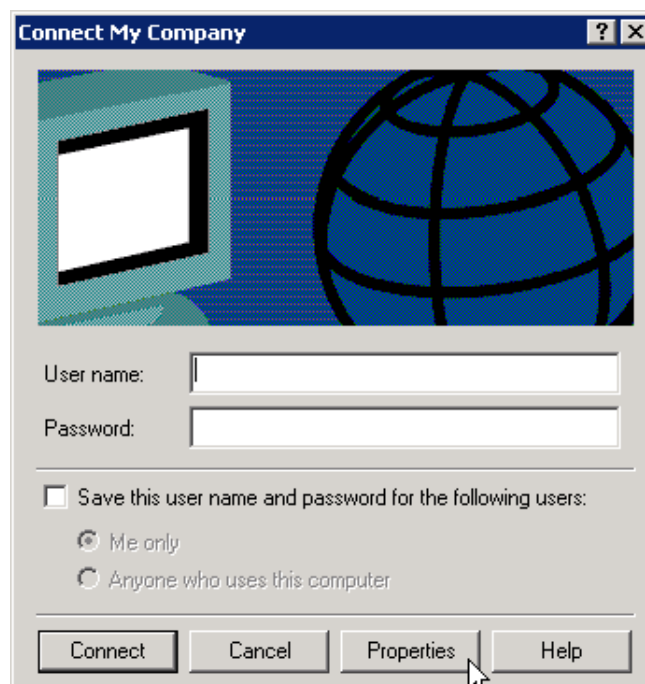 Connect My Company
User name:
Password:
Save this user name and password for the following users:
Me only
Anyone who uses this computer
Connect Cancel Properties Help